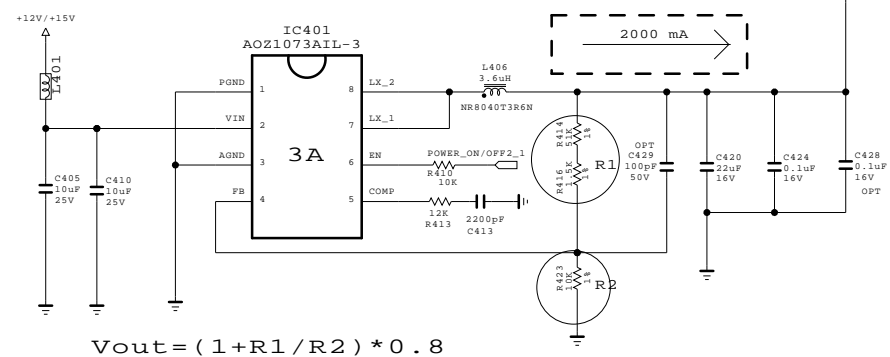 +12V/+15V
L401
IC401
AOZ1073AIL-3
2000 mA
PGND
1
8
LX_2
VIN
2
7
LX_1
AGND
3
6
EN
FB
4
5
COMP
3A
L406
3.6uH
NR8040T3R6N
POWER_ON/OFF2_1
R410
10K
12K
R413
2200pF
C413
C405
10uF
25V
C410
10uF
25V
R414
51K
1%
R416
1.5K
1%
R1
R423
10K
1%
R2
OPT
C429
100pF
50V
C420
22uF
16V
C424
0.1uF
16V
C428
0.1uF
16V
OPT
Vout=(1+R1/R2)*0.8